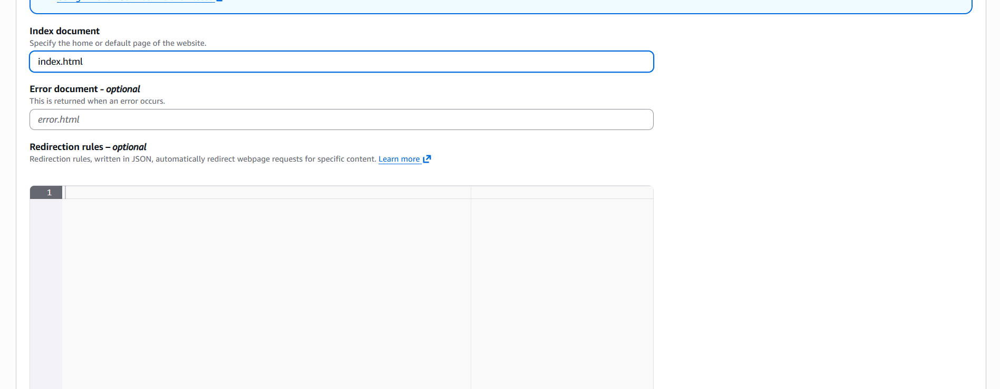 Index document
Specify the home or default page of the website.
index.html
Error document - optional
This is returned when an error occurs.
error.html
Redirection rules – optional
Redirection rules, written in JSON, automatically redirect webpage requests for specific content. Learn more
1